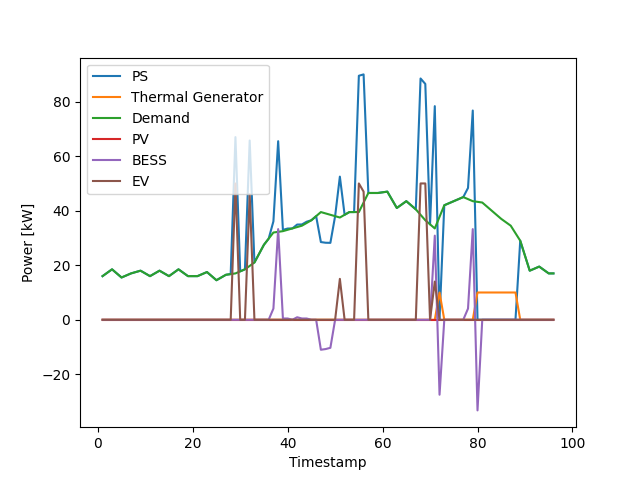 PS
Thermal Generator
Demand
PV
BESS
EV
Power [kW]
80
60
40
20
0
−20
0 20 40 60 80 100
Timestamp